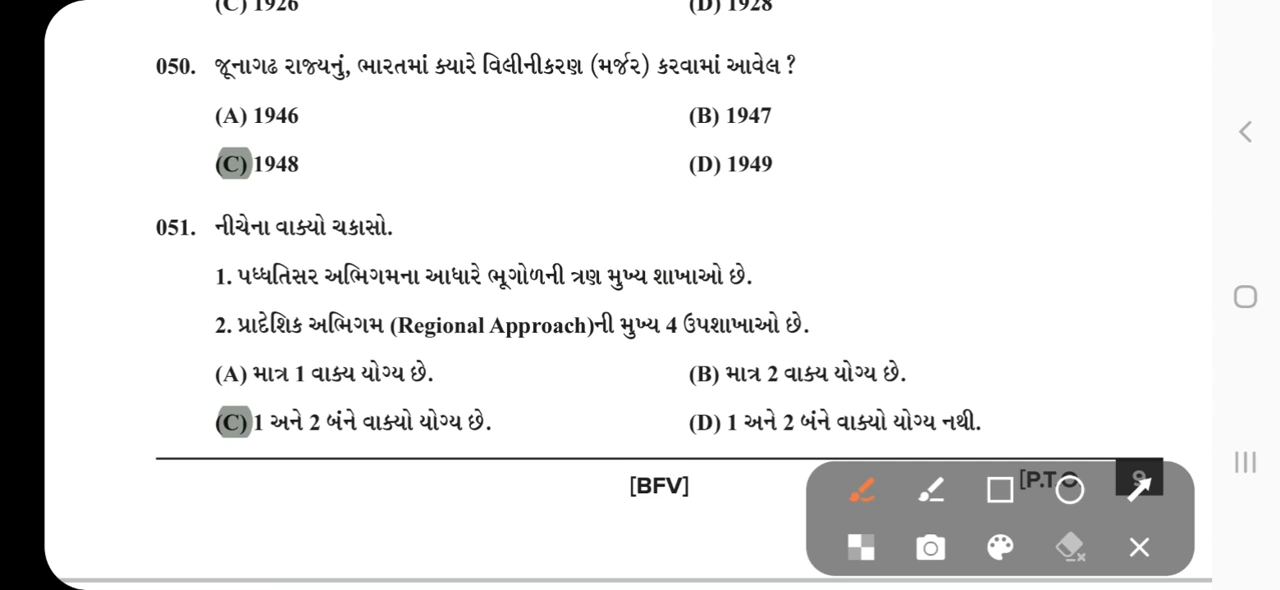 (C) 1926 (D) 1928
050. જૂનાગઢ રાજ્યનું, ભારતમાં ક્યારે વિલીનીકરણ (મર્જર) કરવામાં આવેલ ?
(A) 1946 (B) 1947
(C) 1948 (D) 1949
051. નીચેના વાક્યો ચકાસો.
1. પધ્ધતિસર અભિગમના આધારે ભૂગોળની ત્રણ મુખ્ય શાખાઓ છે.
2. પ્રાદેશિક અભિગમ (Regional Approach)ની મુખ્ય 4 ઉપશાખાઓ છે.
(A) માત્ર 1 વાક્ય યોગ્ય છે. (B) માત્ર 2 વાક્ય યોગ્ય છે.
(C) 1 અને 2 બંને વાક્યો યોગ્ય છે. (D) 1 અને 2 બંને વાક્યો યોગ્ય નથી.
[BFV] [P.T.O 9